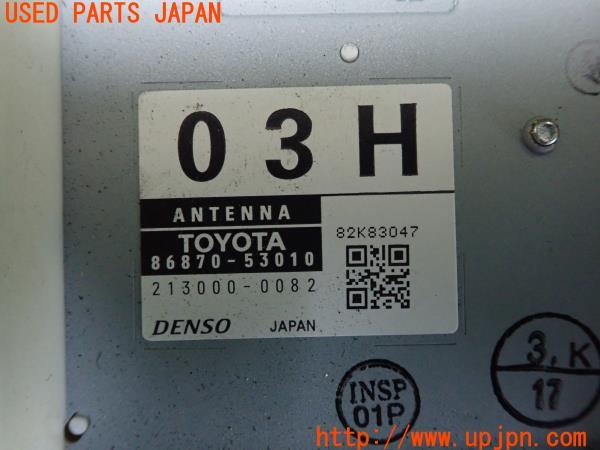 USED PARTS JAPAN
03H
ANTENNA
TOYOTA
86870-53010
82K83047
213000-0082
DENSO JAPAN
INSP
01P
3.K
17
http://www.upjpn.com